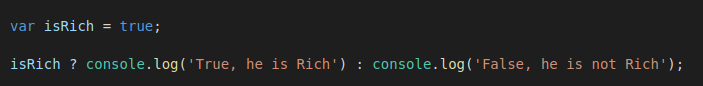 var isRich = true;
isRich ? console.log('True, he is Rich') : console.log('False, he is not Rich');